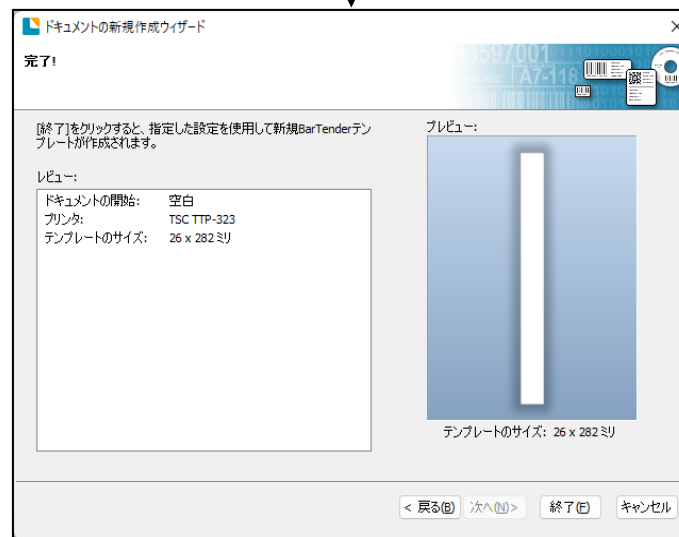 ドキュメントの新規作成ウィザード
完了!
3597001
A7-118
[終了]をクリックすると、指定した設定を使用して新規BarTenderテン
プレートが作成されます。
プレビュー:
レビュー:
ドキュメントの開始: 空白
プリンタ: TSC TTP-323
テンプレートのサイズ: 26 x 282 ミリ
テンプレートのサイズ: 26 x 282 ミリ
< 戻る(B) 次へ(N)> 終了(F) キャンセル